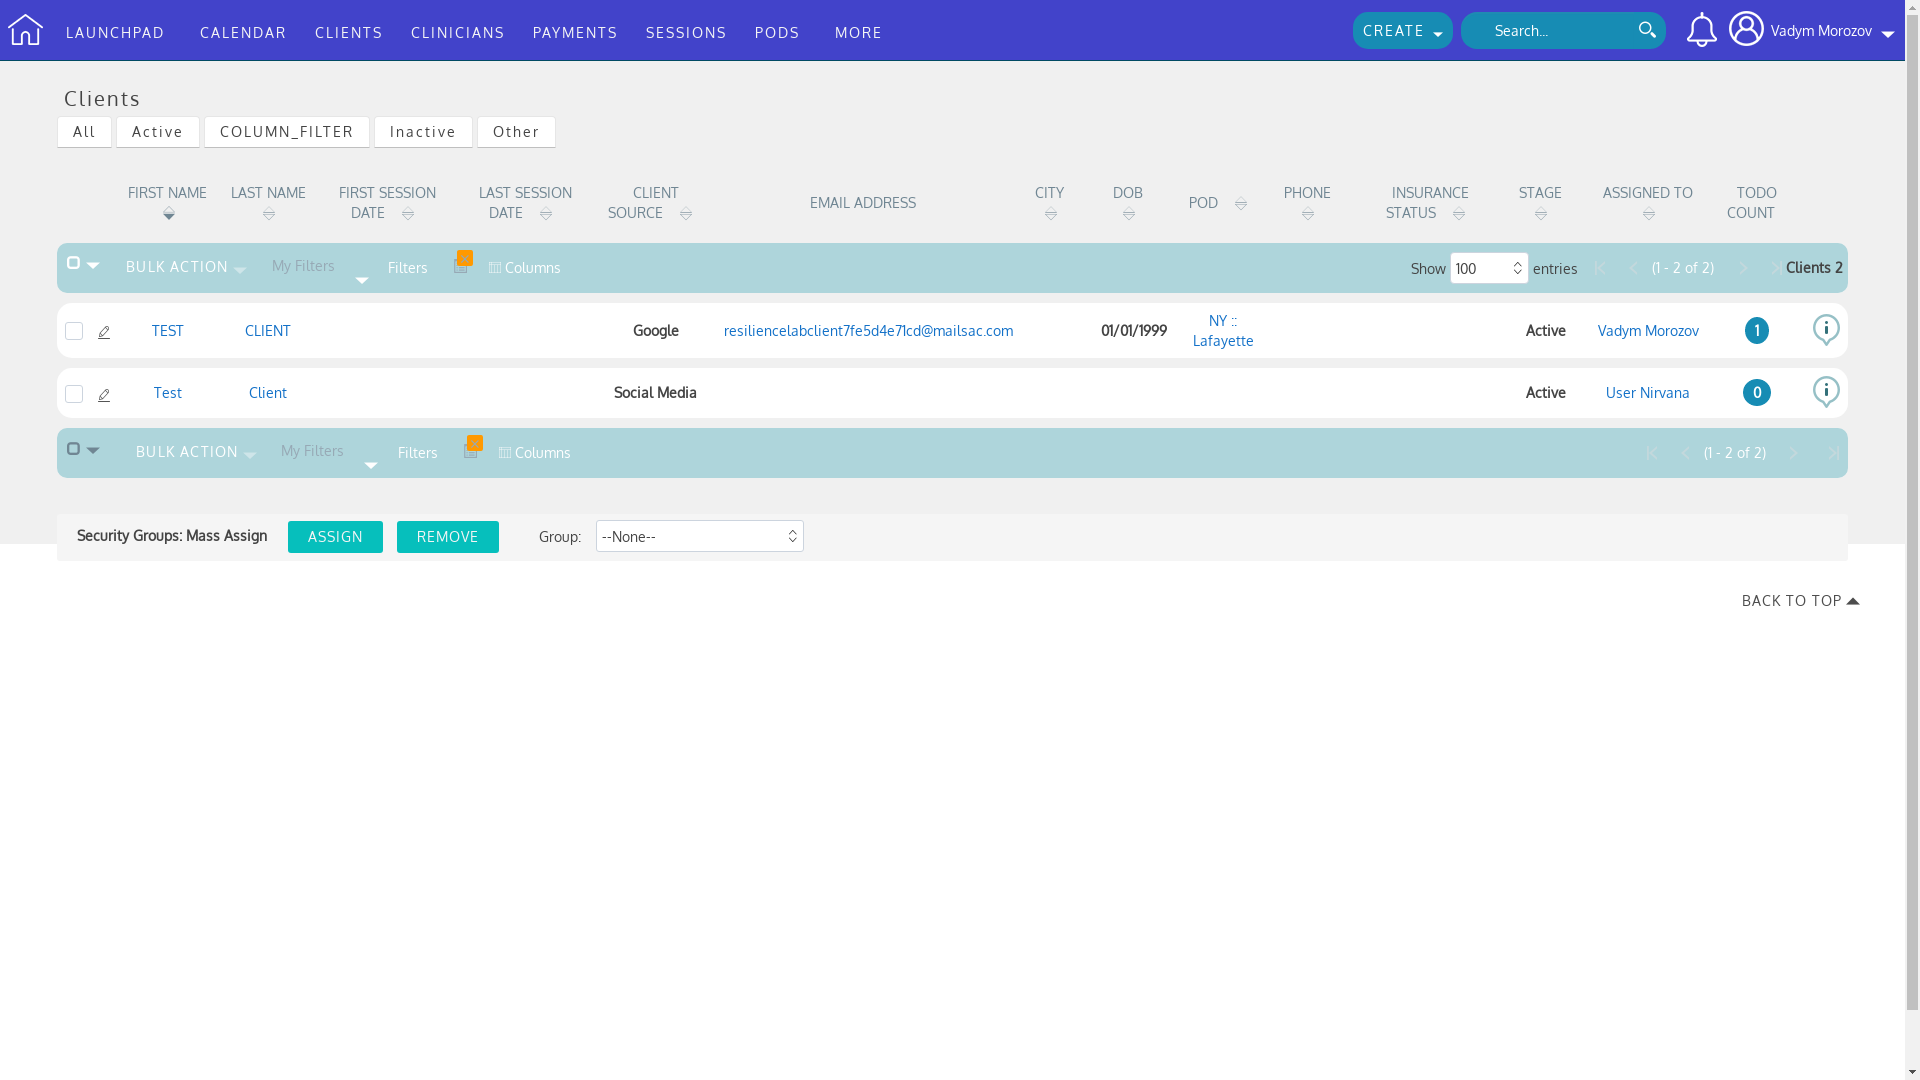 LAUNCHPAD CALENDAR CLIENTS CLINICIANS PAYMENTS SESSIONS PODS MORE CREATE Search... Vadym Morozov
Clients
All Active COLUMN_FILTER Inactive Other
FIRST NAME LAST NAME FIRST SESSION DATE LAST SESSION DATE CLIENT SOURCE EMAIL ADDRESS CITY DOB POD PHONE INSURANCE STATUS STAGE ASSIGNED TO TODO COUNT
BULK ACTION My Filters Filters Columns Show 100 entries (1 - 2 of 2) Clients 2
TEST CLIENT Google resiliencelabclient7fe5d4e71cd@mailsac.com 01/01/1999 NY :: Lafayette Active Vadym Morozov 1
Test Client Social Media Active User Nirvana 0
BULK ACTION My Filters Filters Columns (1 - 2 of 2)
Security Groups: Mass Assign ASSIGN REMOVE Group: --None--
BACK TO TOP